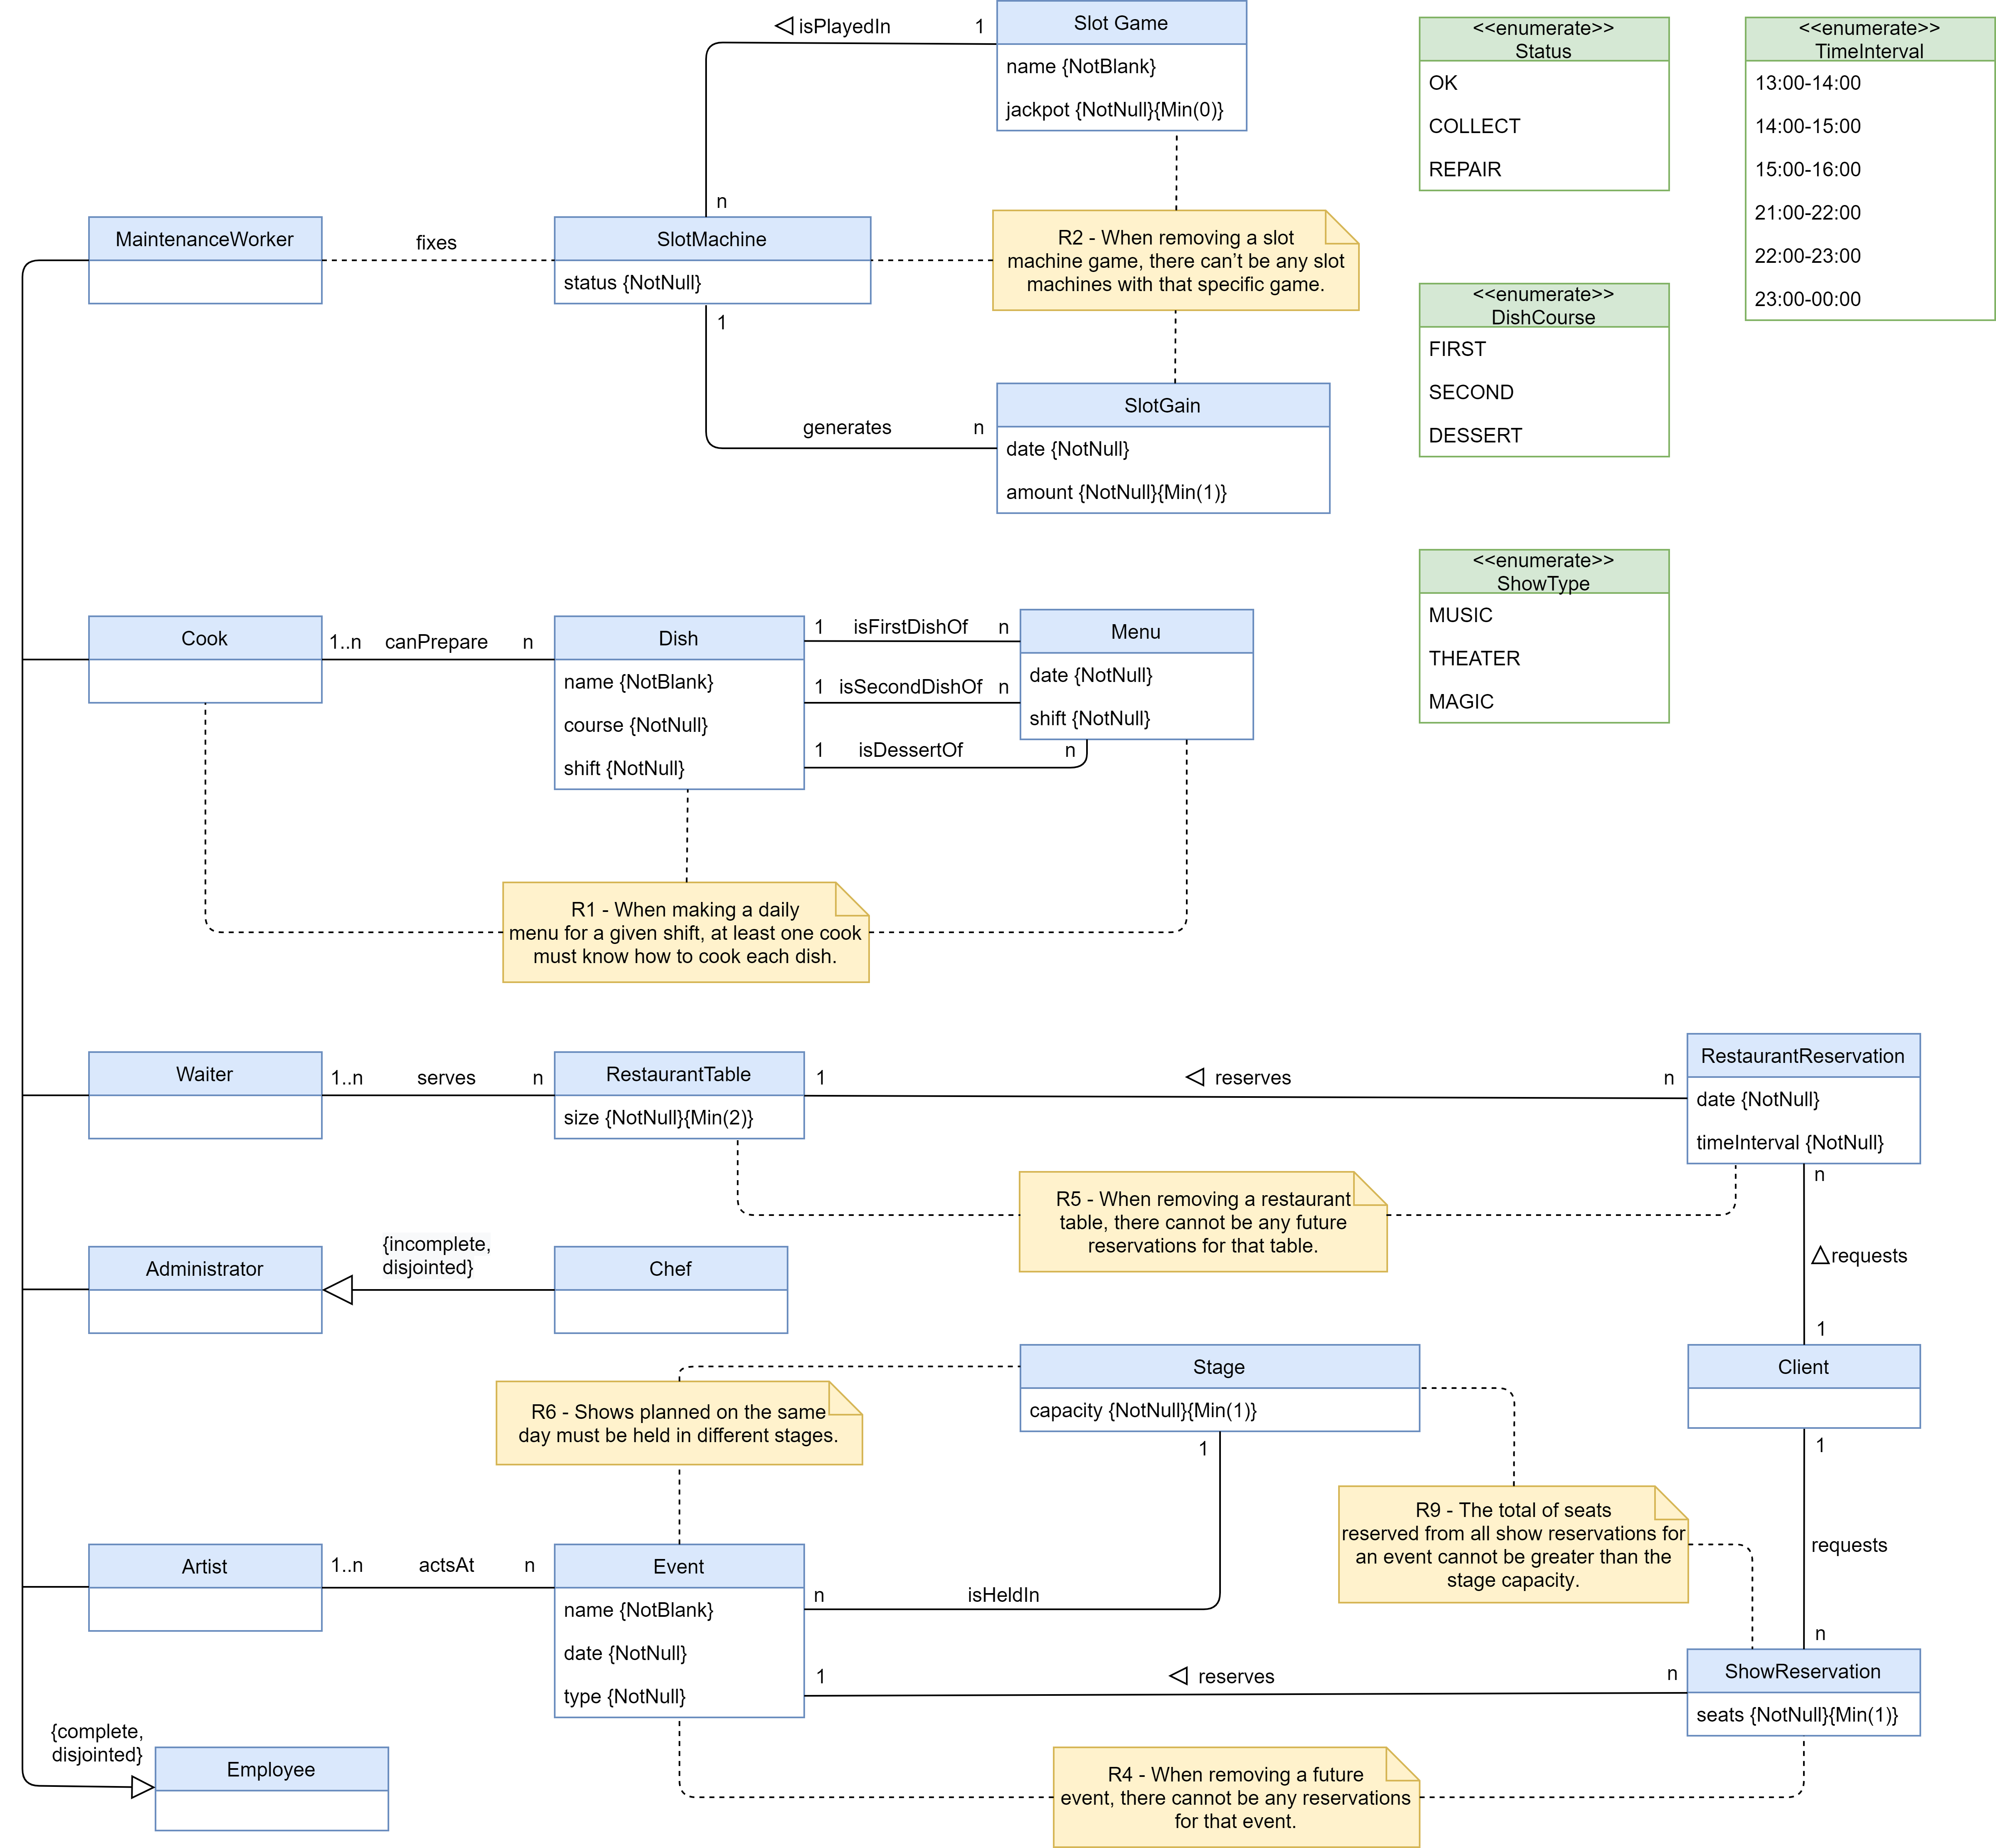 isPlayedIn
1
n
Slot Game
name {NotBlank}
jackpot {NotNull}{Min(0)}
<<enumerate>>
Status
OK
COLLECT
REPAIR
<<enumerate>>
TimeInterval
13:00-14:00
14:00-15:00
15:00-16:00
21:00-22:00
22:00-23:00
23:00-00:00
MaintenanceWorker
fixes
SlotMachine
status {NotNull}
R2 - When removing a slot
machine game, there can't be any slot
machines with that specific game.
1
generates
n
SlotGain
date {NotNull}
amount {NotNull}{Min(1)}
<<enumerate>>
DishCourse
FIRST
SECOND
DESSERT
<<enumerate>>
ShowType
MUSIC
THEATER
MAGIC
Cook
1..n
canPrepare
n
Dish
name {NotBlank}
course {NotNull}
shift {NotNull}
1
isFirstDishOf
n
1
isSecondDishOf
n
1
isDessertOf
n
Menu
date {NotNull}
shift {NotNull}
R1 - When making a daily
menu for a given shift, at least one cook
must know how to cook each dish.
Waiter
1..n
serves
n
RestaurantTable
size {NotNull}{Min(2)}
1
reserves
n
RestaurantReservation
date {NotNull}
timeInterval {NotNull}
R5 - When removing a restaurant
table, there cannot be any future
reservations for that table.
n
requests
1
Administrator
{incomplete,
disjointed}
Chef
Stage
capacity {NotNull}{Min(1)}
Client
R6 - Shows planned on the same
day must be held in different stages.
1
1
R9 - The total of seats
reserved from all show reservations for
an event cannot be greater than the
stage capacity.
requests
n
Artist
1..n
actsAt
n
Event
name {NotBlank}
date {NotNull}
type {NotNull}
n
isHeldIn
1
reserves
n
ShowReservation
seats {NotNull}{Min(1)}
{complete,
disjointed}
Employee
R4 - When removing a future
event, there cannot be any reservations
for that event.